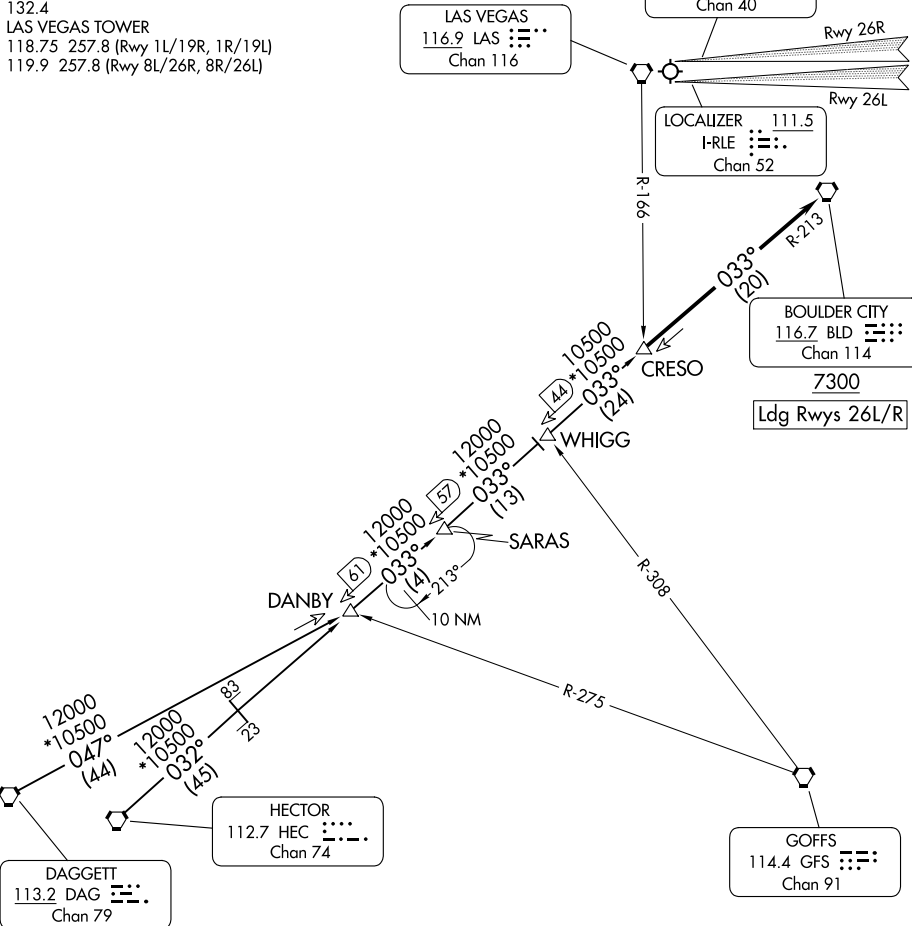 132.4
LAS VEGAS TOWER
118.75 257.8 (Rwy 1L/19R, 1R/19L)
119.9 257.8 (Rwy 8L/26R, 8R/26L)
LAS VEGAS
116.9 LAS
Chan 116
Chan 40
Rwy 26R
Rwy 26L
LOCALIZER 111.5
I-RLE
Chan 52
R-166
R-213
033°
(20)
BOULDER CITY
116.7 BLD
Chan 114
7300
Ldg Rwys 26L/R
CRESO
10500
*10500
033°
(24)
44
WHIGG
12000
*10500
033°
(13)
57
SARAS
12000
*10500
033°
(4)
61
213°
10 NM
DANBY
R-308
R-275
83
23
12000
*10500
047°
(44)
12000
*10500
032°
(45)
HECTOR
112.7 HEC
Chan 74
DAGGETT
113.2 DAG
Chan 79
GOFFS
114.4 GFS
Chan 91